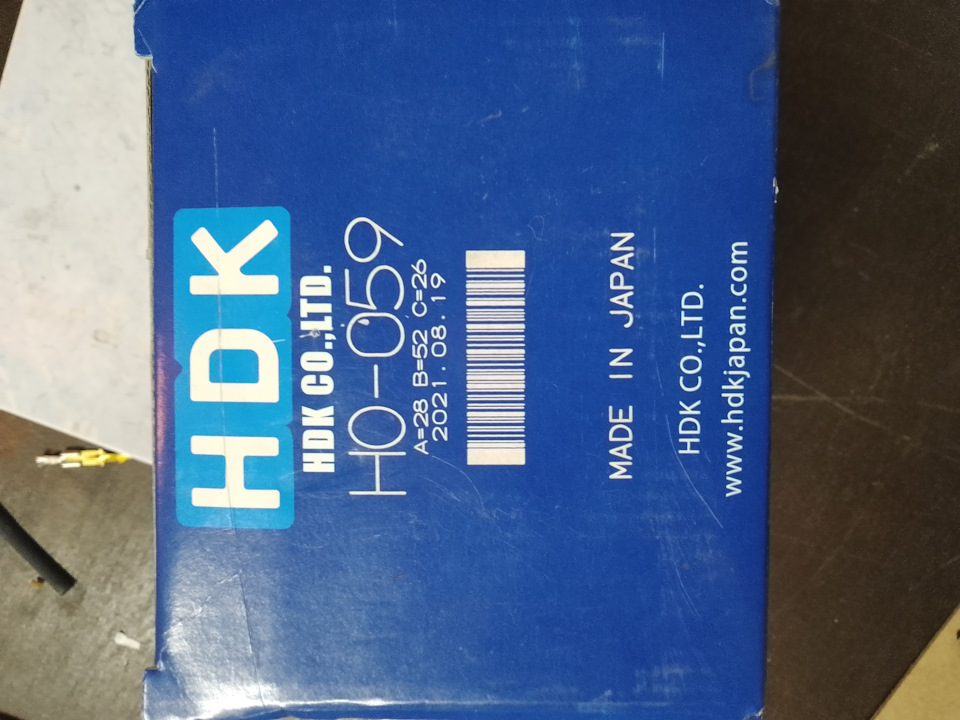 HDK
HDK CO.,LTD.
HO-059
A=28 B=52 C=26
2021.08.19
MADE IN JAPAN
HDK CO.,LTD.
www.hdkjapan.com